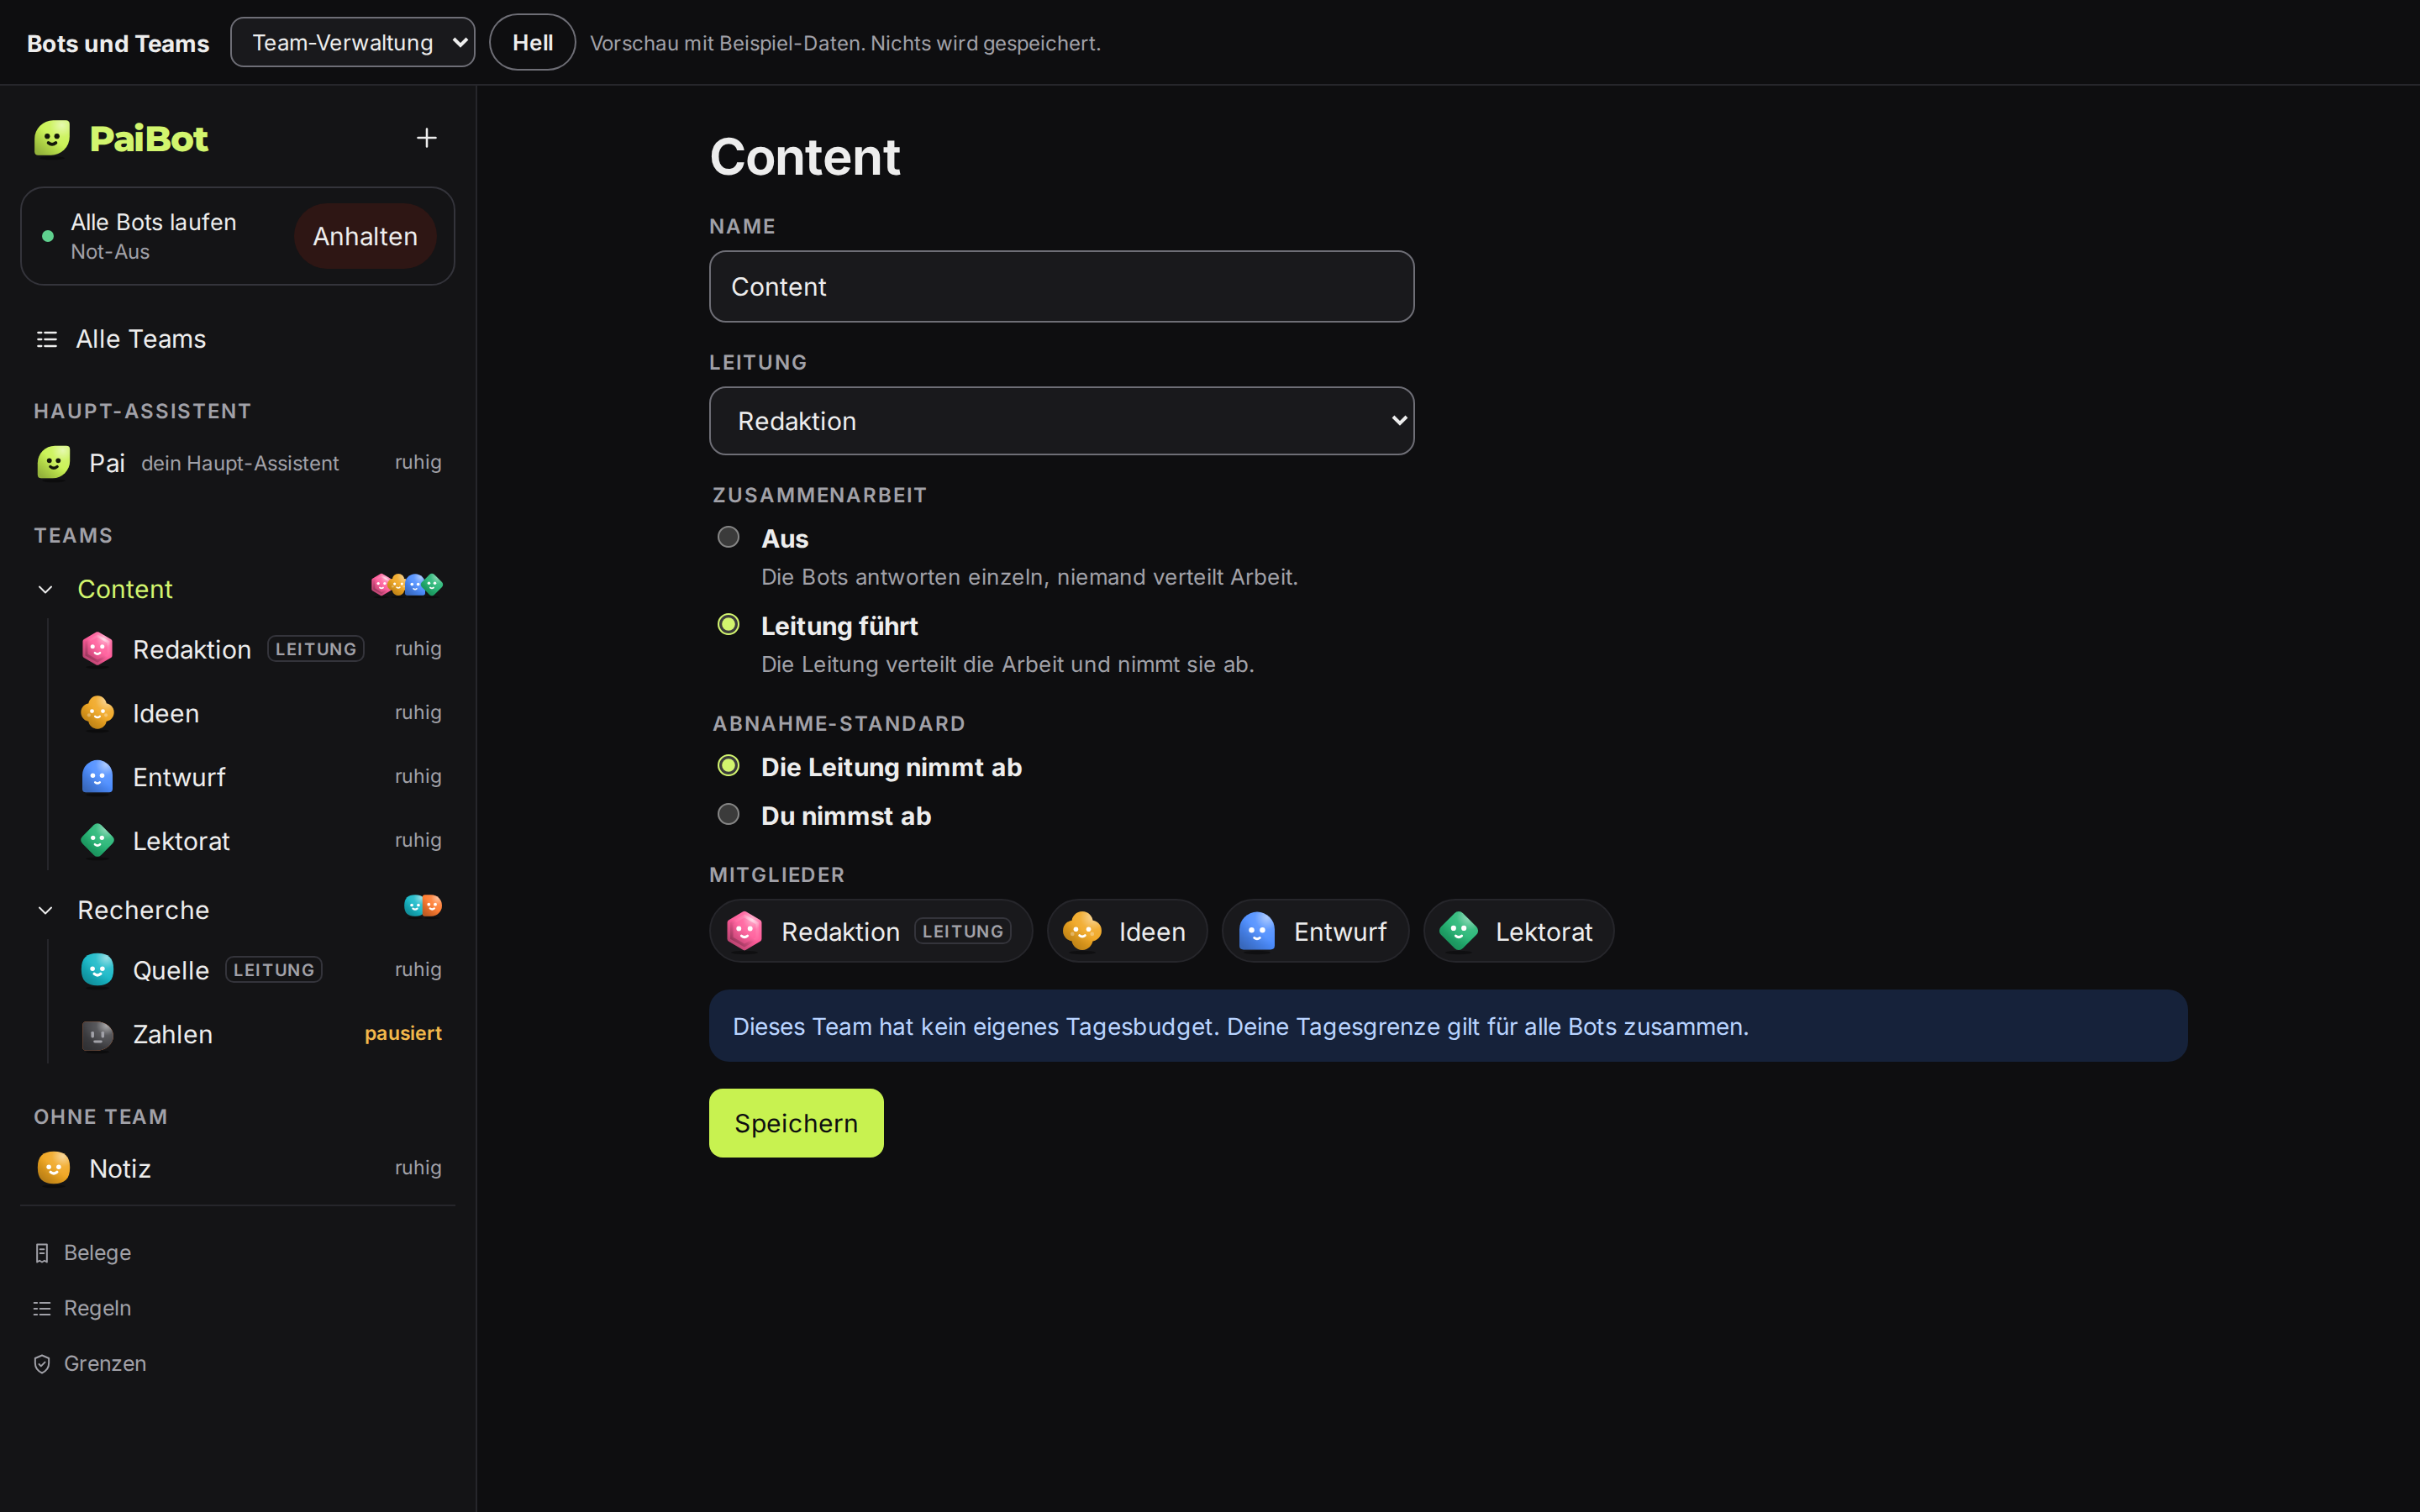 Bots und Teams
Team-Verwaltung
Hell
Vorschau mit Beispiel-Daten. Nichts wird gespeichert.
PaiBot
Alle Bots laufen
Not-Aus
Anhalten
Alle Teams
HAUPT-ASSISTENT
Pai dein Haupt-Assistent ruhig
TEAMS
Content
Redaktion LEITUNG ruhig
Ideen ruhig
Entwurf ruhig
Lektorat ruhig
Recherche
Quelle LEITUNG ruhig
Zahlen pausiert
OHNE TEAM
Notiz ruhig
Belege
Regeln
Grenzen
Content
NAME
Content
LEITUNG
Redaktion
ZUSAMMENARBEIT
Aus
Die Bots antworten einzeln, niemand verteilt Arbeit.
Leitung führt
Die Leitung verteilt die Arbeit und nimmt sie ab.
ABNAHME-STANDARD
Die Leitung nimmt ab
Du nimmst ab
MITGLIEDER
Redaktion LEITUNG Ideen Entwurf Lektorat
Dieses Team hat kein eigenes Tagesbudget. Deine Tagesgrenze gilt für alle Bots zusammen.
Speichern